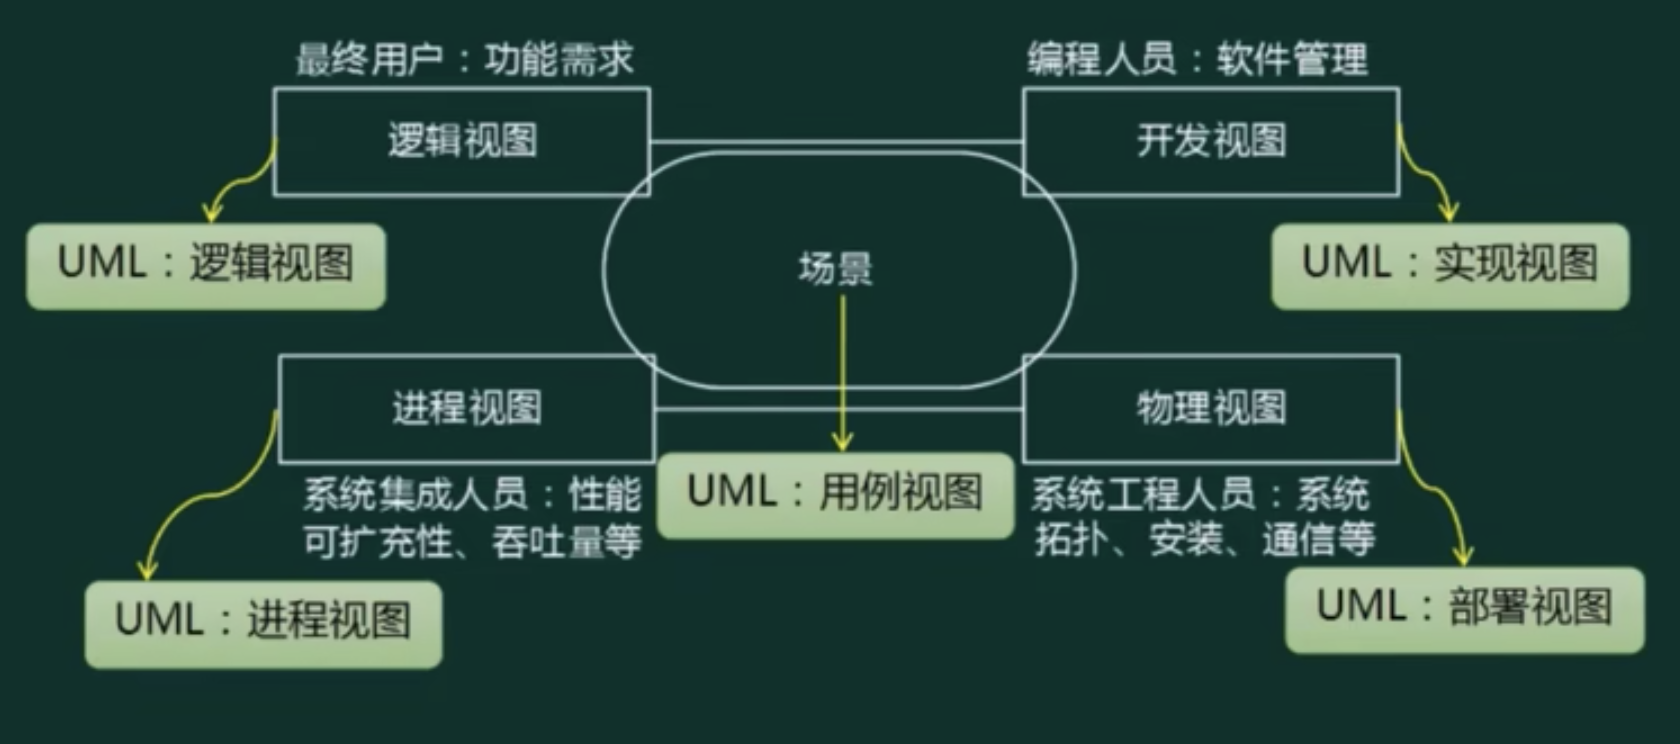 最终用户：功能需求
编程人员：软件管理
逻辑视图
开发视图
UML：逻辑视图
场景
UML：实现视图
进程视图
物理视图
系统集成人员：性能
可扩充性、吞吐量等
UML：用例视图
系统工程人员：系统
拓扑、安装、通信等
UML：进程视图
UML：部署视图